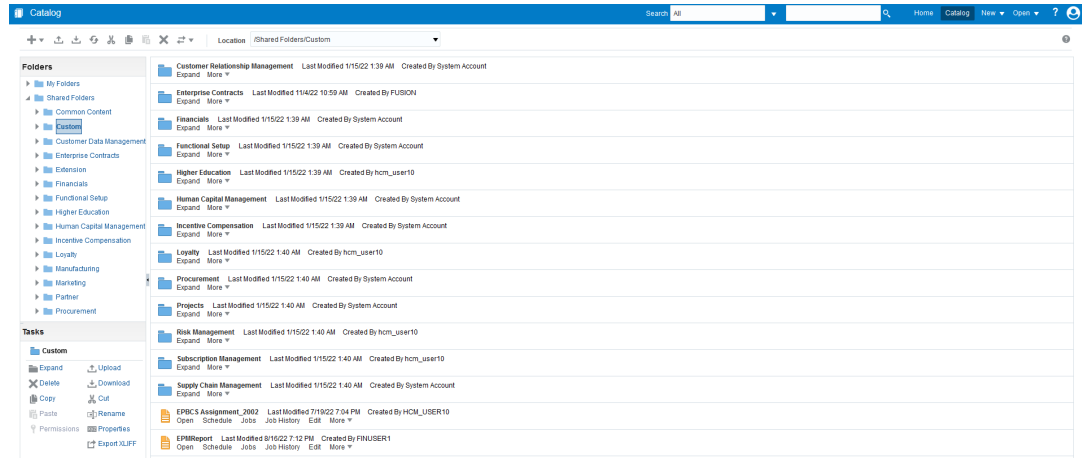 Catalog
Search All
Home Catalog New Open ?
Location /Shared Folders/Custom
Folders
My Folders
Shared Folders
Common Content
Custom
Customer Data Management
Enterprise Contracts
Extension
Financials
Functional Setup
Higher Education
Human Capital Management
Incentive Compensation
Loyalty
Manufacturing
Marketing
Partner
Procurement
Tasks
Custom
Expand Upload
Delete Download
Copy Cut
Paste Rename
Permissions Properties
Export XLIFF
Customer Relationship Management Last Modified 1/15/22 1:39 AM Created By System Account
Expand More
Enterprise Contracts Last Modified 11/4/22 10:59 AM Created By FUSION
Expand More
Financials Last Modified 1/15/22 1:39 AM Created By System Account
Expand More
Functional Setup Last Modified 1/15/22 1:39 AM Created By System Account
Expand More
Higher Education Last Modified 1/15/22 1:39 AM Created By hcm_user10
Expand More
Human Capital Management Last Modified 1/15/22 1:39 AM Created By System Account
Expand More
Incentive Compensation Last Modified 1/15/22 1:39 AM Created By System Account
Expand More
Loyalty Last Modified 1/15/22 1:40 AM Created By hcm_user10
Expand More
Procurement Last Modified 1/15/22 1:40 AM Created By System Account
Expand More
Projects Last Modified 1/15/22 1:40 AM Created By System Account
Expand More
Risk Management Last Modified 1/15/22 1:40 AM Created By hcm_user10
Expand More
Subscription Management Last Modified 1/15/22 1:40 AM Created By hcm_user10
Expand More
Supply Chain Management Last Modified 1/15/22 1:40 AM Created By System Account
Expand More
EPBCS Assignment_2002 Last Modified 7/19/22 7:04 PM Created By HCM_USER10
Open Schedule Jobs Job History Edit More
EPMReport Last Modified 8/16/22 7:12 PM Created By FINUSER1
Open Schedule Jobs Job History Edit More